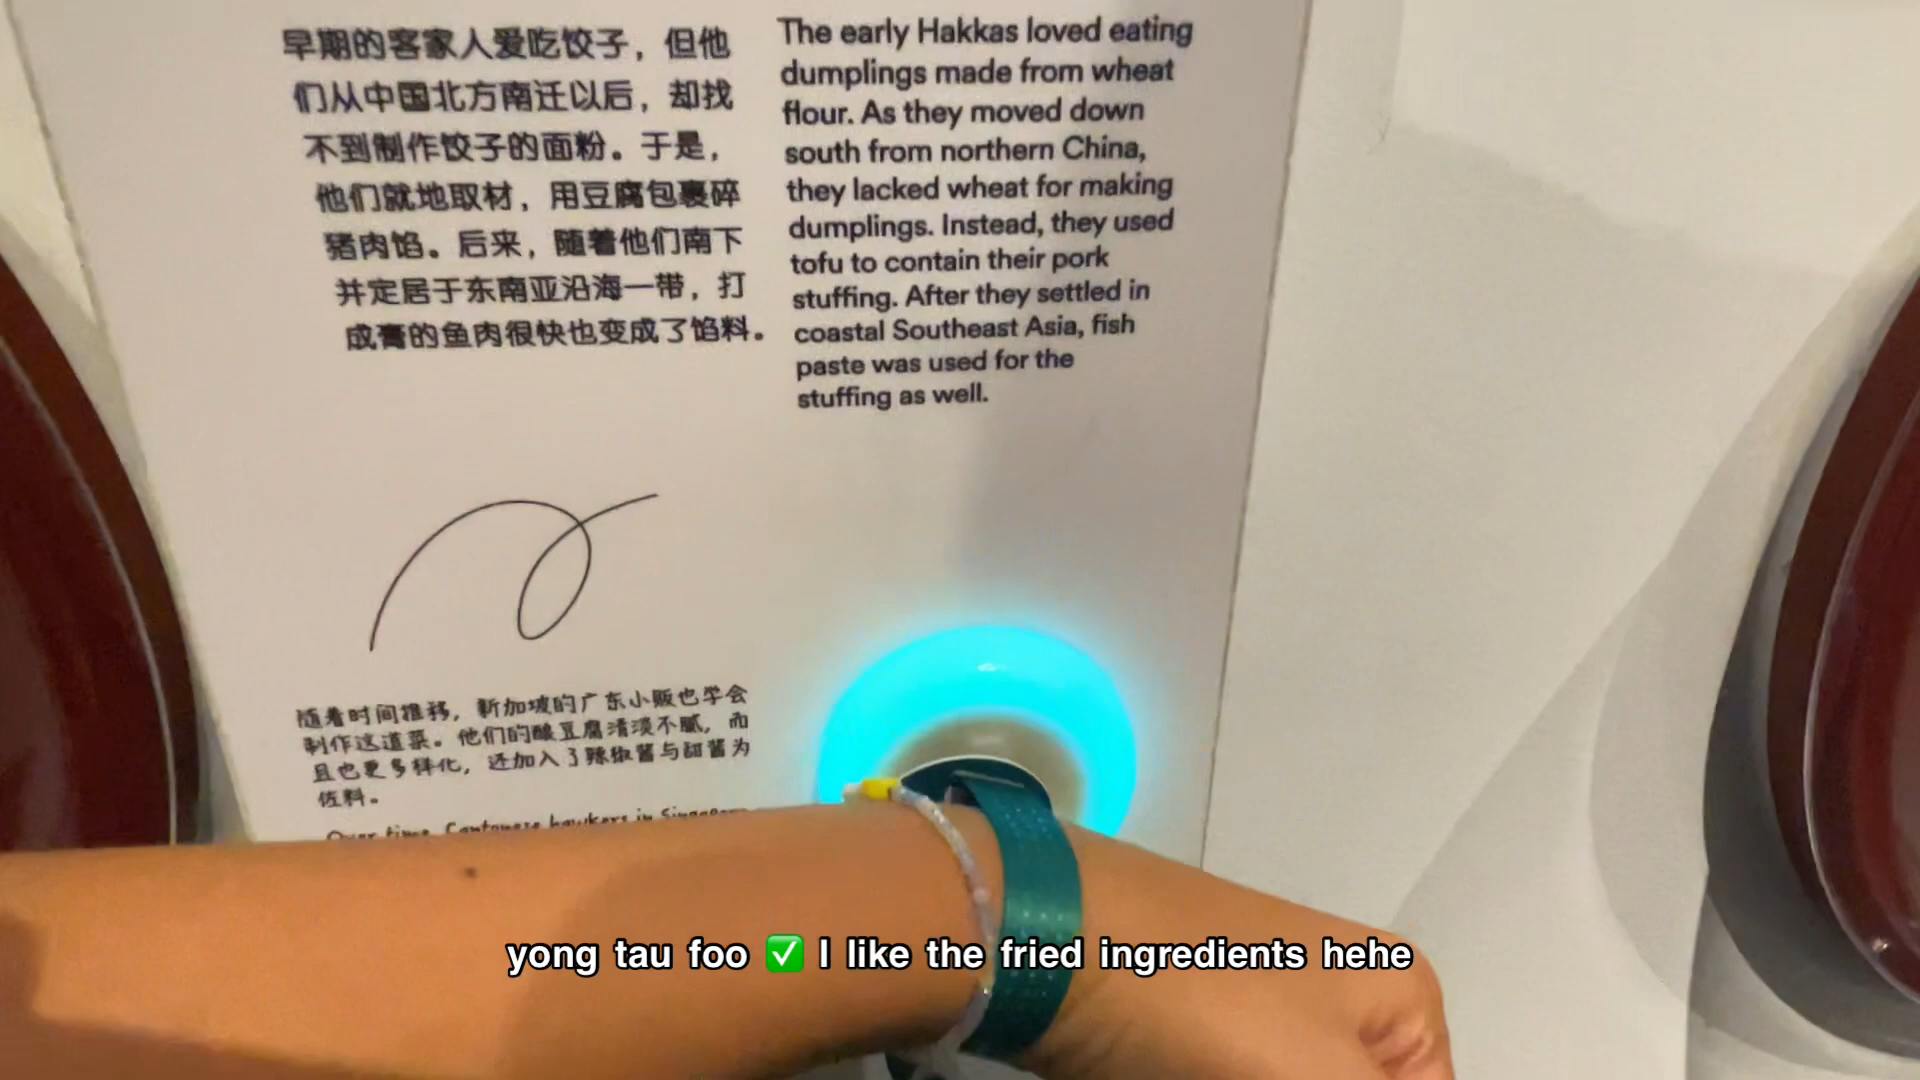 早期的客家人爱吃饺子，但他
们从中国北方南迁以后，却找
不到制作饺子的面粉。于是，
他们就地取材，用豆腐包裹碎
猪肉馅。后来，随着他们南下
并定居于东南亚沿海一带，打
成膏的鱼肉很快也变成了馅料。
The early Hakkas loved eating
dumplings made from wheat
flour. As they moved down
south from northern China,
they lacked wheat for making
dumplings. Instead, they used
tofu to contain their pork
stuffing. After they settled in
coastal Southeast Asia, fish
paste was used for the
stuffing as well.
随着时间推移，新加坡的广东小贩也学会
制作这道菜。他们的酿豆腐清淡不腻，而
且也更多样化，还加入了辣椒酱与甜酱为
佐料。
Over time, Cantonese hawkers in Singapore
yong tau foo ✅ I like the fried ingredients hehe